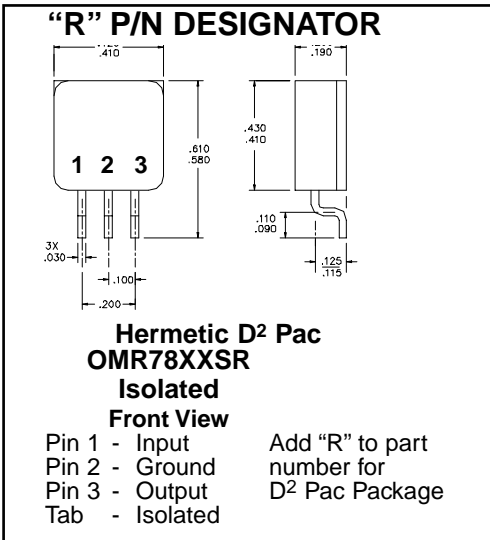 “R” P/N DESIGNATOR
.410
.190
.430
.410
.610
.580
1 2 3
.110
.090
3X
.030
.100
.125
.115
.200
Hermetic D² Pac
OMR78XXSR
Isolated
Front View
Pin 1 - Input
Pin 2 - Ground
Pin 3 - Output
Tab - Isolated
Add “R” to part
number for
D² Pac Package